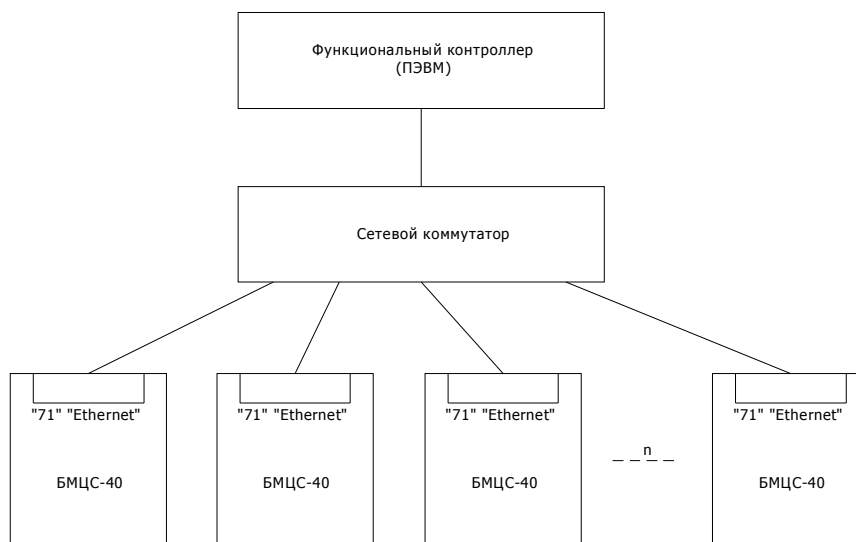 Функциональный контроллер
(ПЭВМ)
Сетевой коммутатор
"71" "Ethernet"
"71" "Ethernet"
"71" "Ethernet"
"71" "Ethernet"
n
БМЦС-40
БМЦС-40
БМЦС-40
БМЦС-40